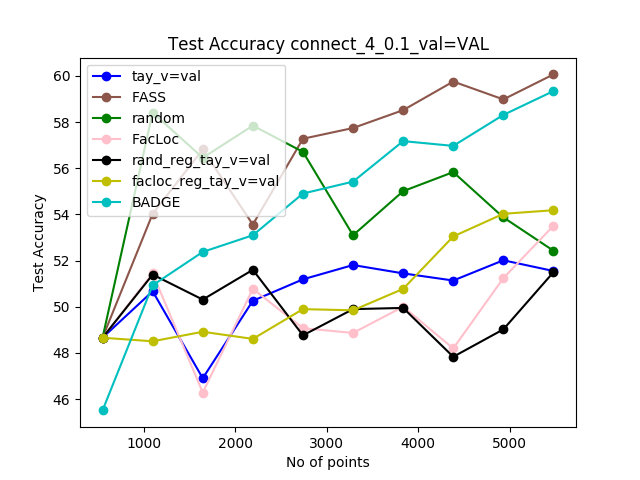 Test Accuracy connect_4_0.1_val=VAL
tay_v=val
FASS
random
FacLoc
rand_reg_tay_v=val
facloc_reg_tay_v=val
BADGE
60
58
56
54
52
50
48
46
Test Accuracy
1000 2000 3000 4000 5000
No of points